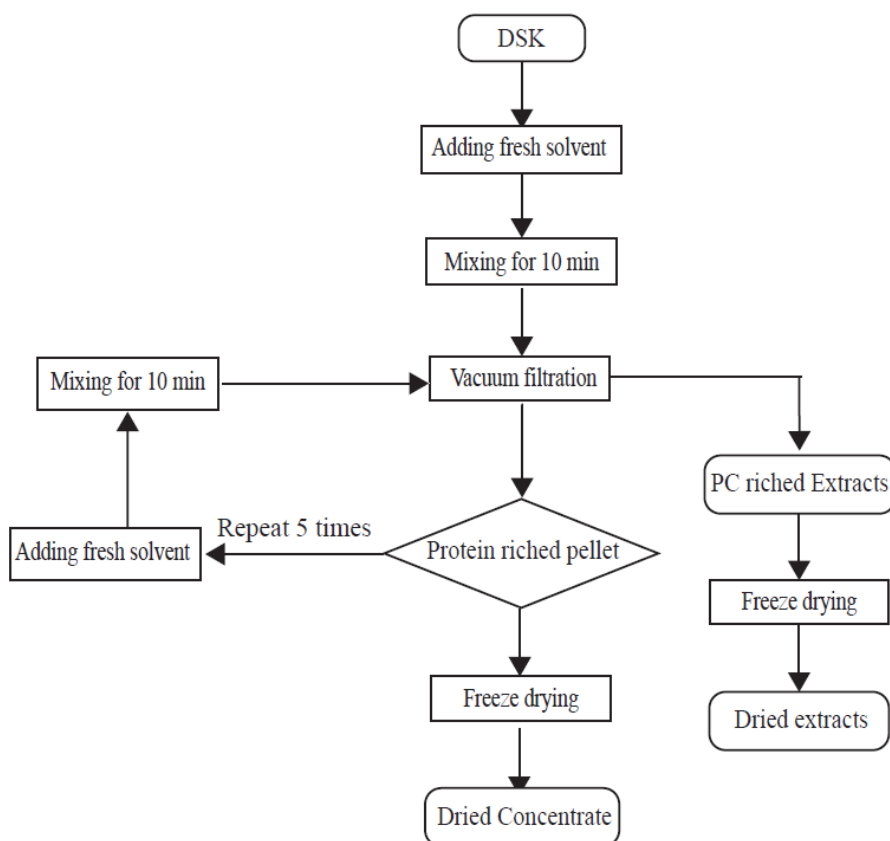 DSK
Adding fresh solvent
Mixing for 10 min
Mixing for 10 min
Vacuum filtration
PC riched Extracts
Repeat 5 times
Adding fresh solvent
Protein riched pellet
Freeze drying
Freeze drying
Dried extracts
Dried Concentrate